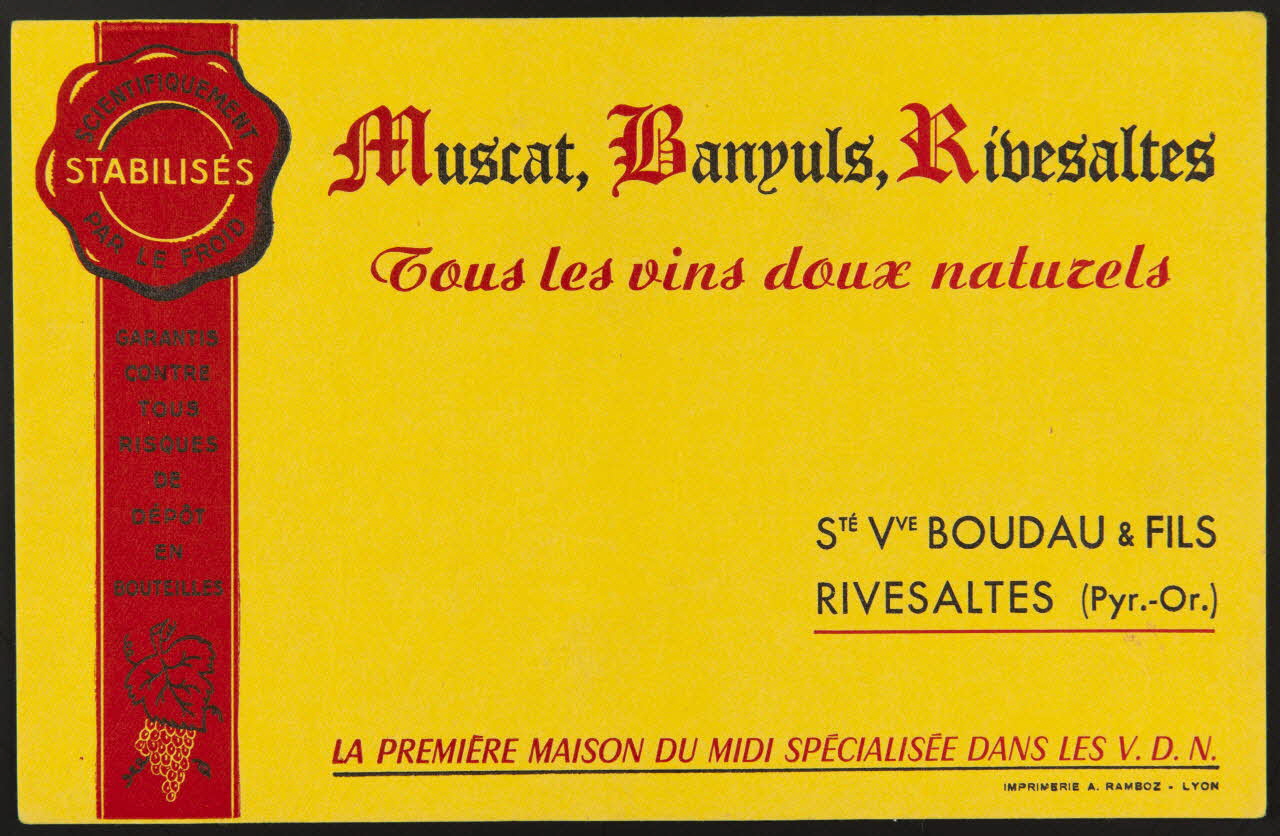 SCIENTIFIQUEMENT
STABILISÉS
PAR LE FROID
GARANTIS
CONTRE
TOUS
RISQUES
DE
DÉPÔT
EN
BOUTEILLES
Muscat, Banyuls, Rivesaltes
Tous les vins doux naturels
STÉ VVE BOUDAU & FILS
RIVESALTES (Pyr.-Or.)
LA PREMIÈRE MAISON DU MIDI SPÉCIALISÉE DANS LES V. D. N.
IMPRIMERIE A. RAMBOZ - LYON